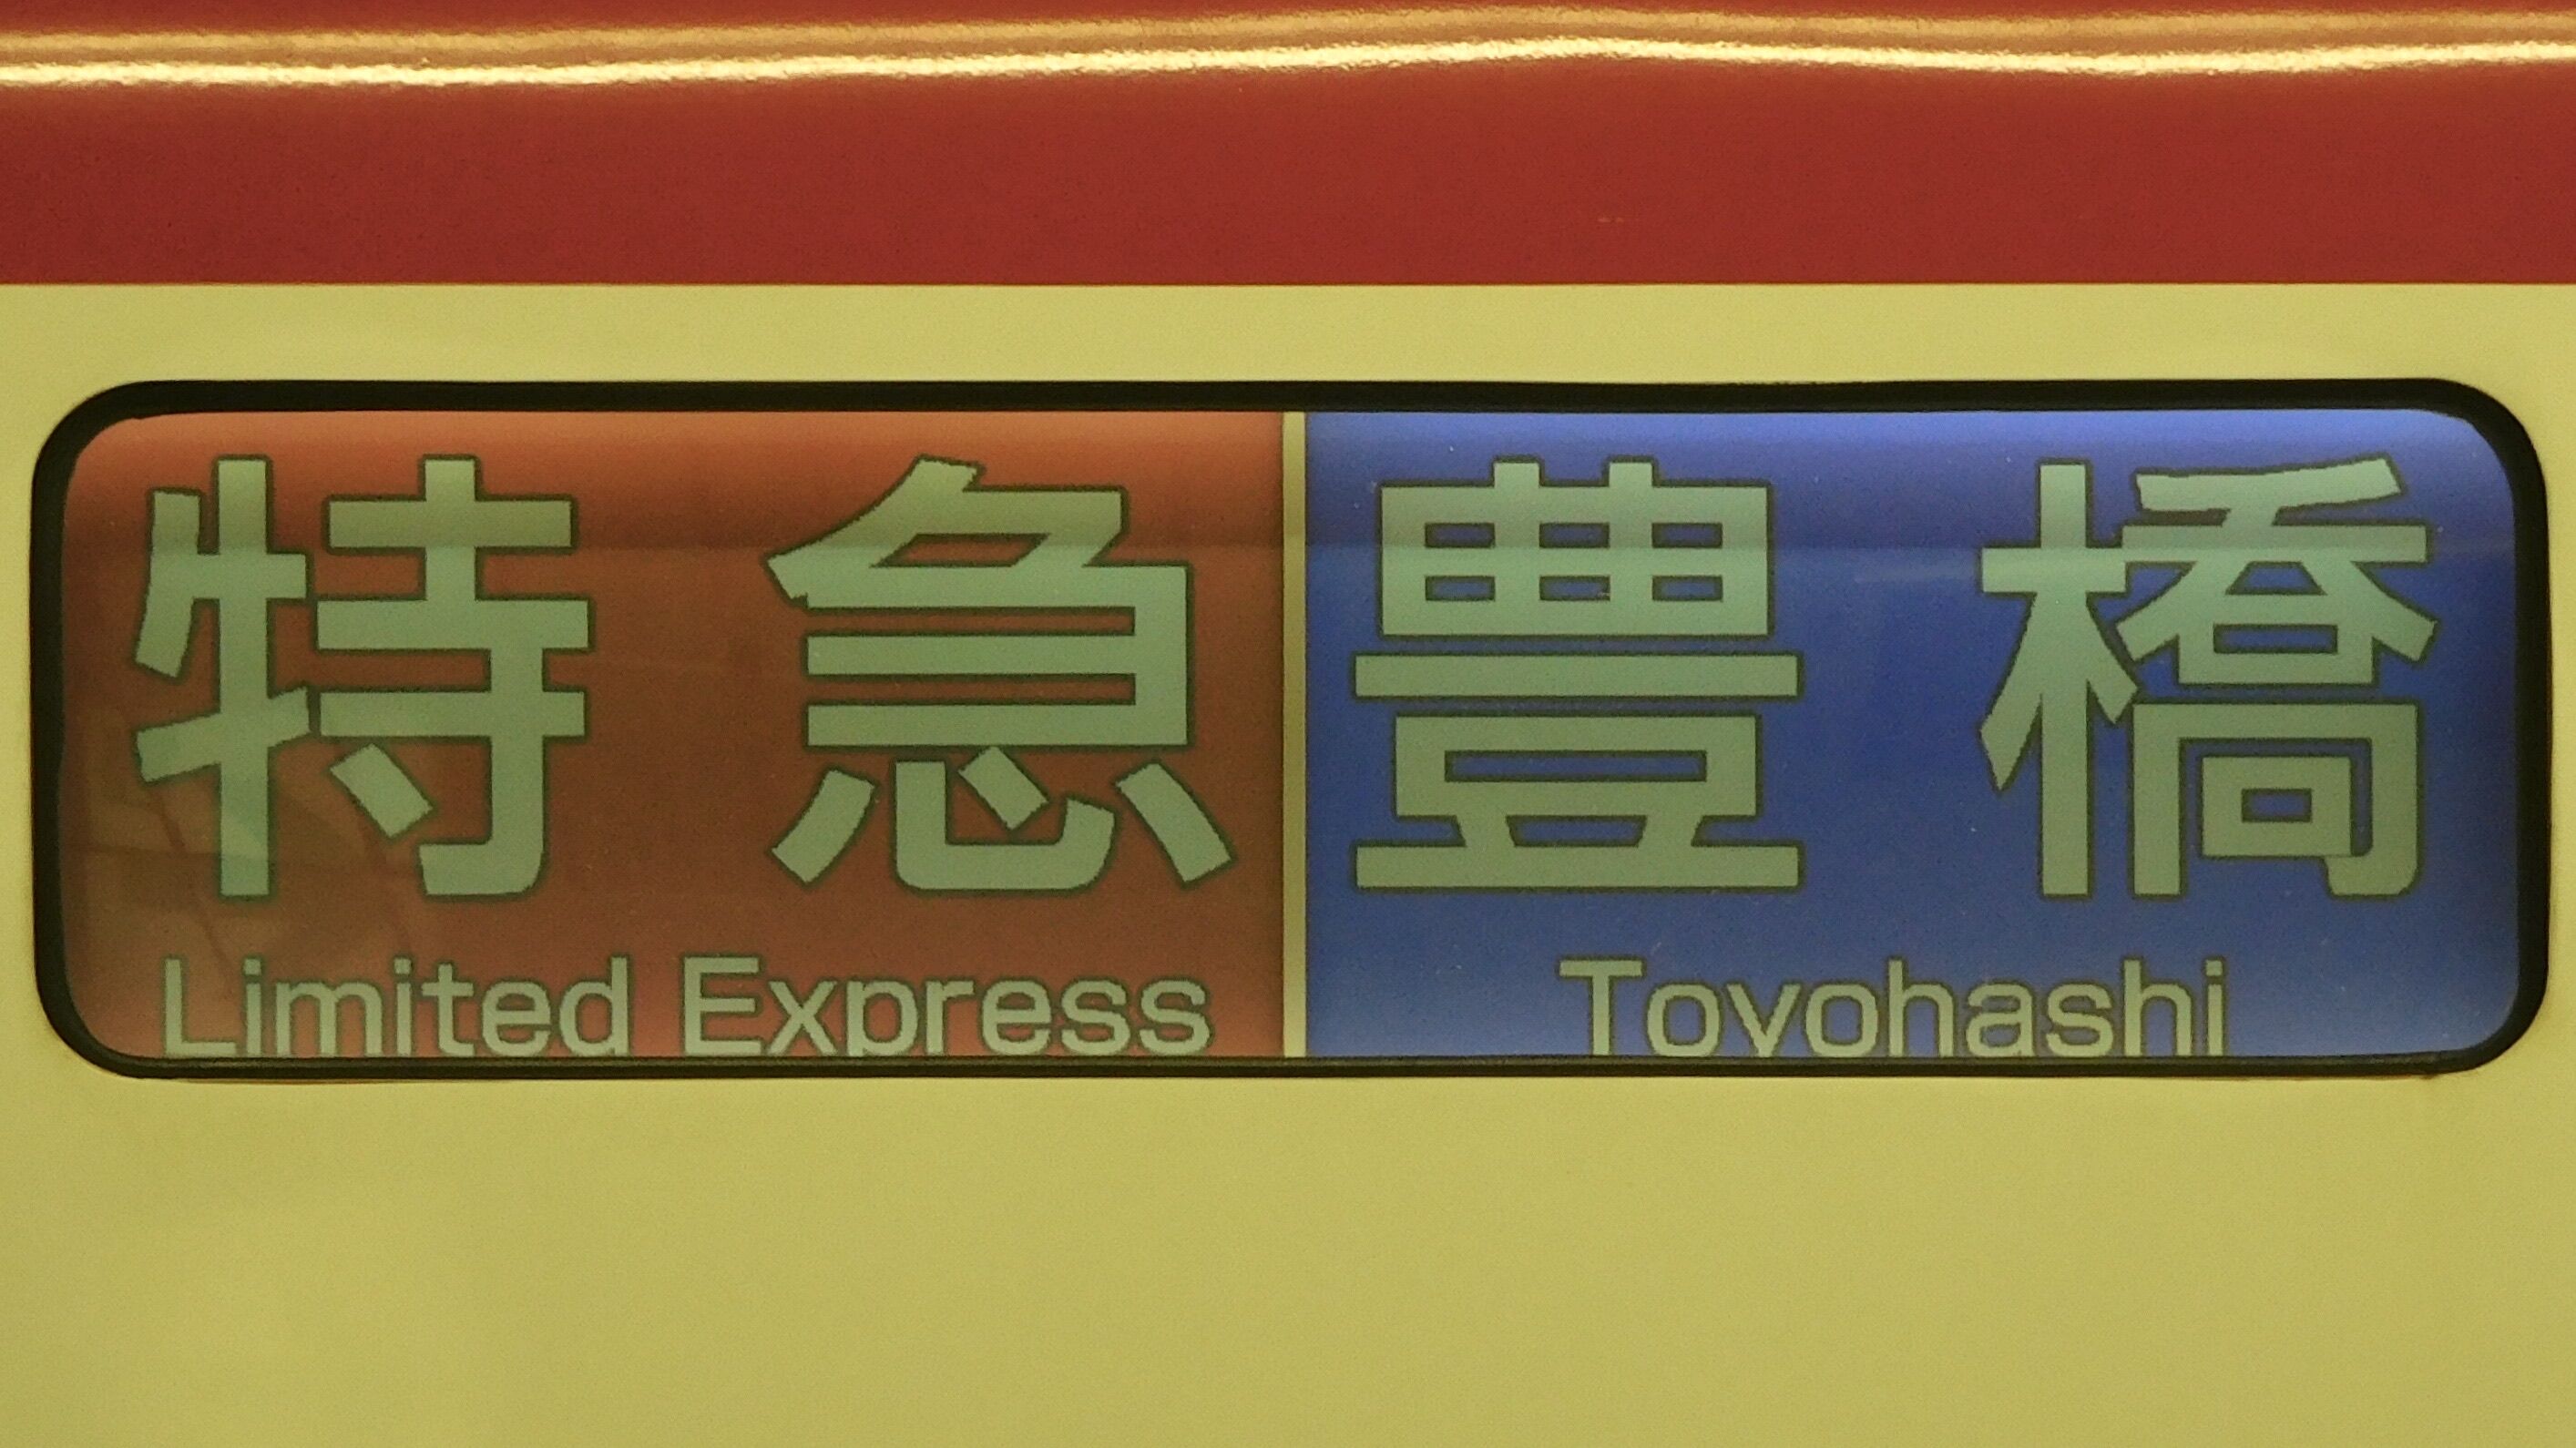 特急 豊橋
Limited Express Toyohashi